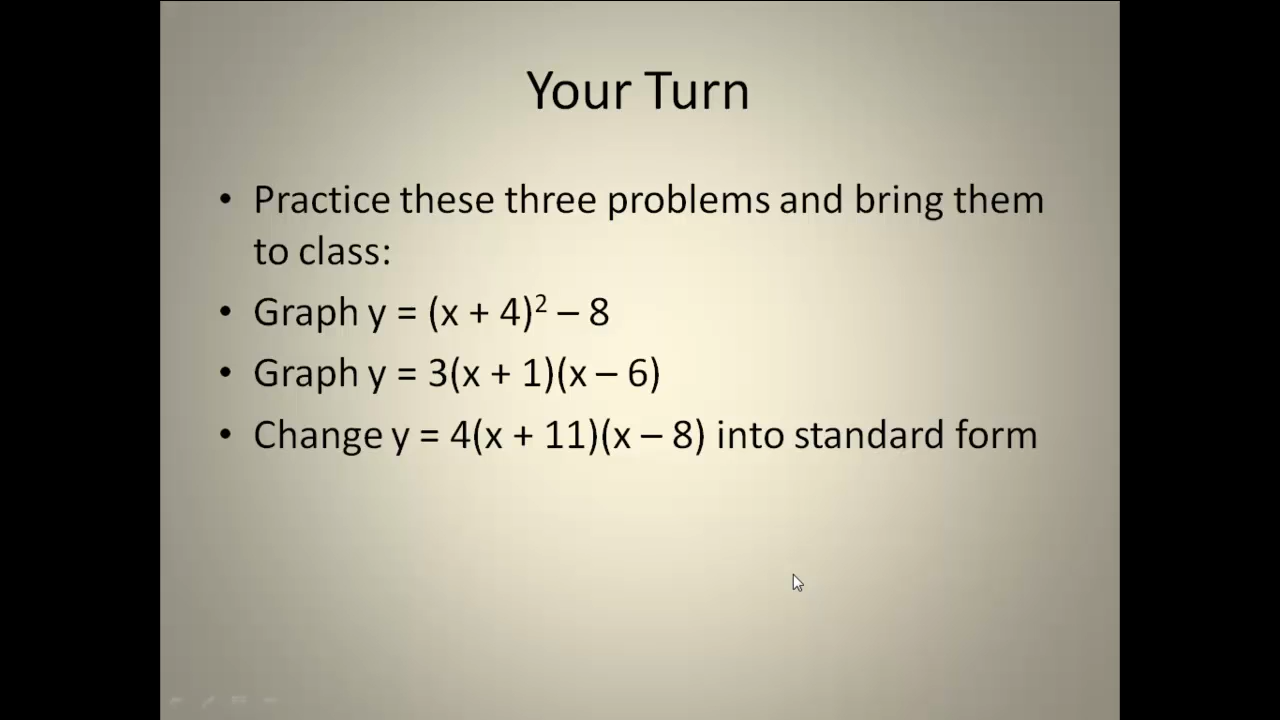 Your Turn
• Practice these three problems and bring them
to class:
• Graph y = (x + 4)² – 8
• Graph y = 3(x + 1)(x – 6)
• Change y = 4(x + 11)(x – 8) into standard form